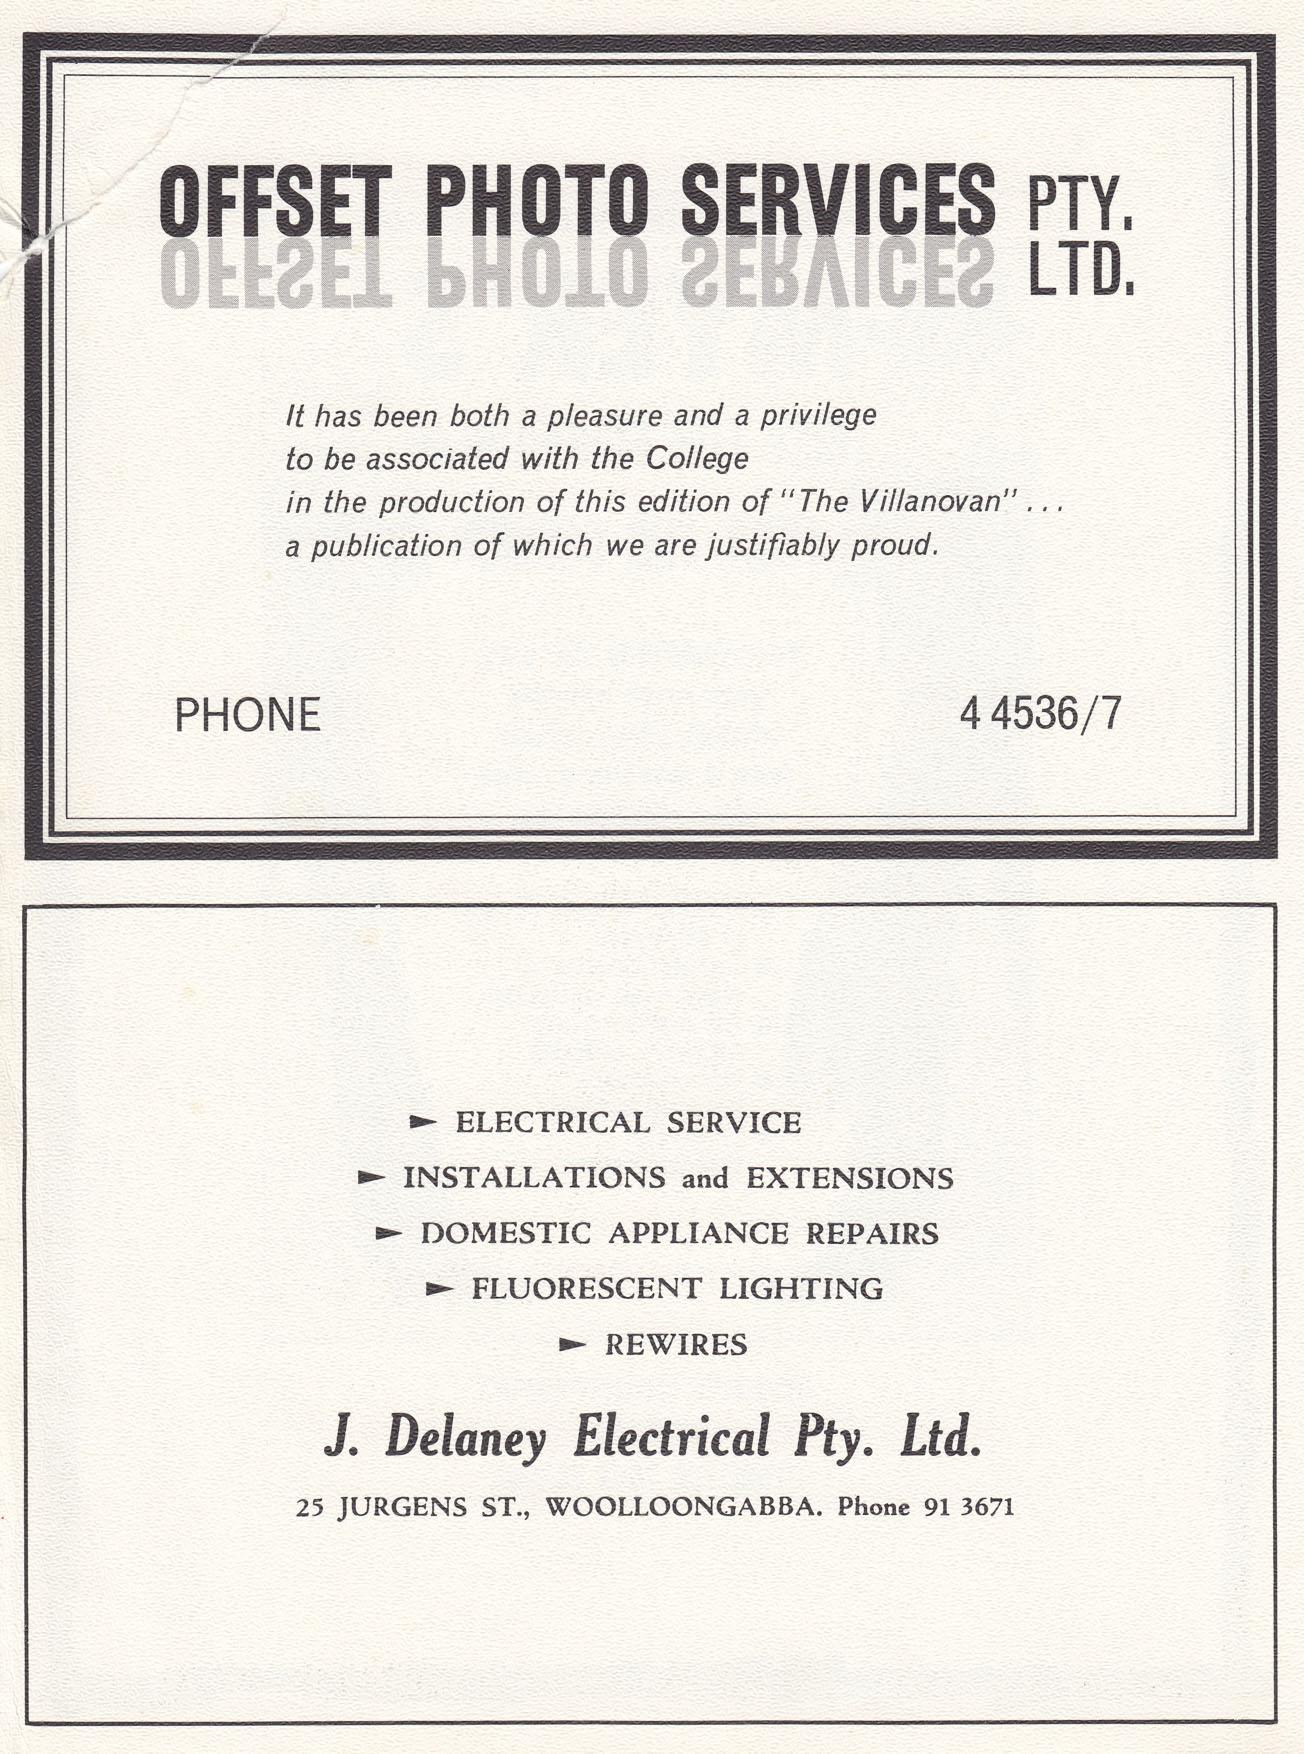 OFFSET PHOTO SERVICES PTY. LTD.
OFFSET PHOTO SERVICES
It has been both a pleasure and a privilege
to be associated with the College
in the production of this edition of "The Villanovan" ...
a publication of which we are justifiably proud.
PHONE 4 4536/7
► ELECTRICAL SERVICE
► INSTALLATIONS and EXTENSIONS
► DOMESTIC APPLIANCE REPAIRS
► FLUORESCENT LIGHTING
► REWIRES
J. Delaney Electrical Pty. Ltd.
25 JURGENS ST., WOOLLOONGABBA. Phone 91 3671